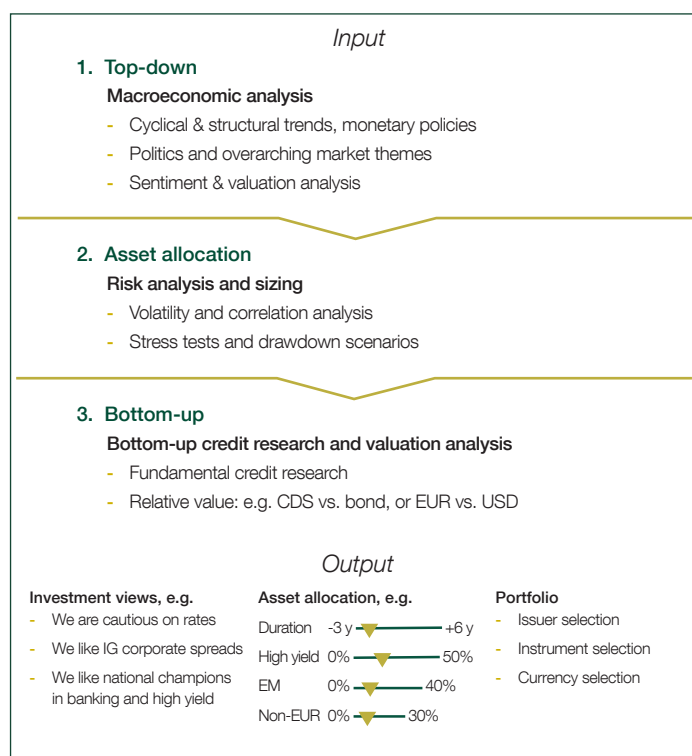 Input
1. Top-down
Macroeconomic analysis
- Cyclical & structural trends, monetary policies
- Politics and overarching market themes
- Sentiment & valuation analysis
2. Asset allocation
Risk analysis and sizing
- Volatility and correlation analysis
- Stress tests and drawdown scenarios
3. Bottom-up
Bottom-up credit research and valuation analysis
- Fundamental credit research
- Relative value: e.g. CDS vs. bond, or EUR vs. USD
Output
Investment views, e.g.
- We are cautious on rates
- We like IG corporate spreads
- We like national champions
in banking and high yield
Asset allocation, e.g.
Duration -3 y +6 y
High yield 0% 50%
EM 0% 40%
Non-EUR 0% 30%
Portfolio
- Issuer selection
- Instrument selection
- Currency selection